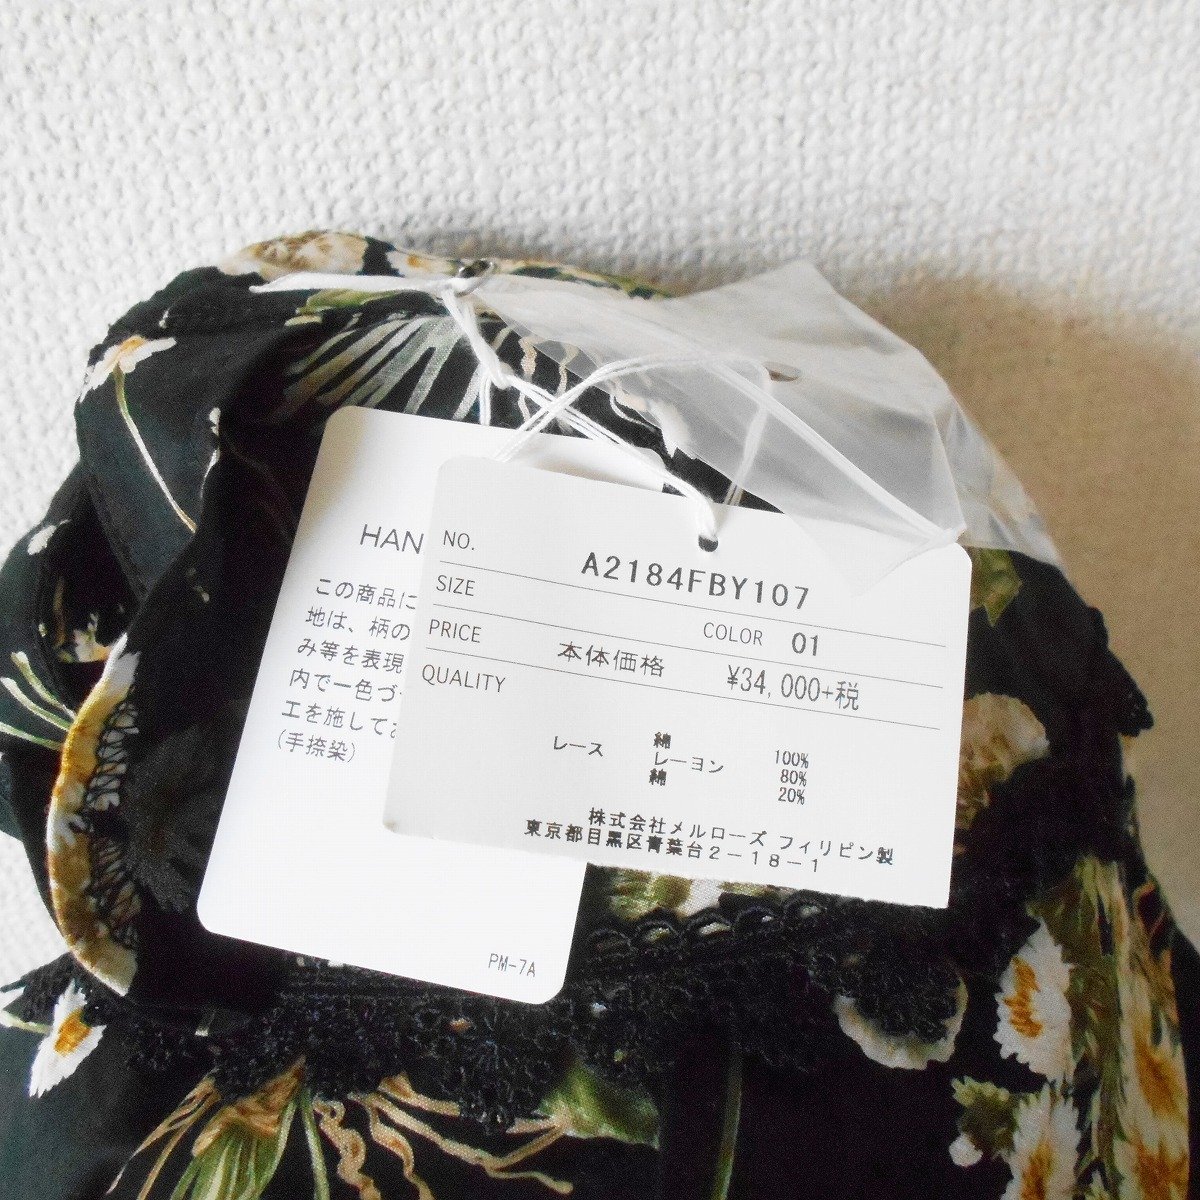 HAN
この商品に
地は、柄の
み等を表現
内で一色づ
工を施して
(手捺染)
PM-7A
NO. A2184FBY107
SIZE
COLOR 01
PRICE 本体価格 ¥34,000+税
QUALITY
綿 100%
レース レーヨン 80%
綿 20%
株式会社メルローズ フィリピン製
東京都目黒区青葉台2-18-1